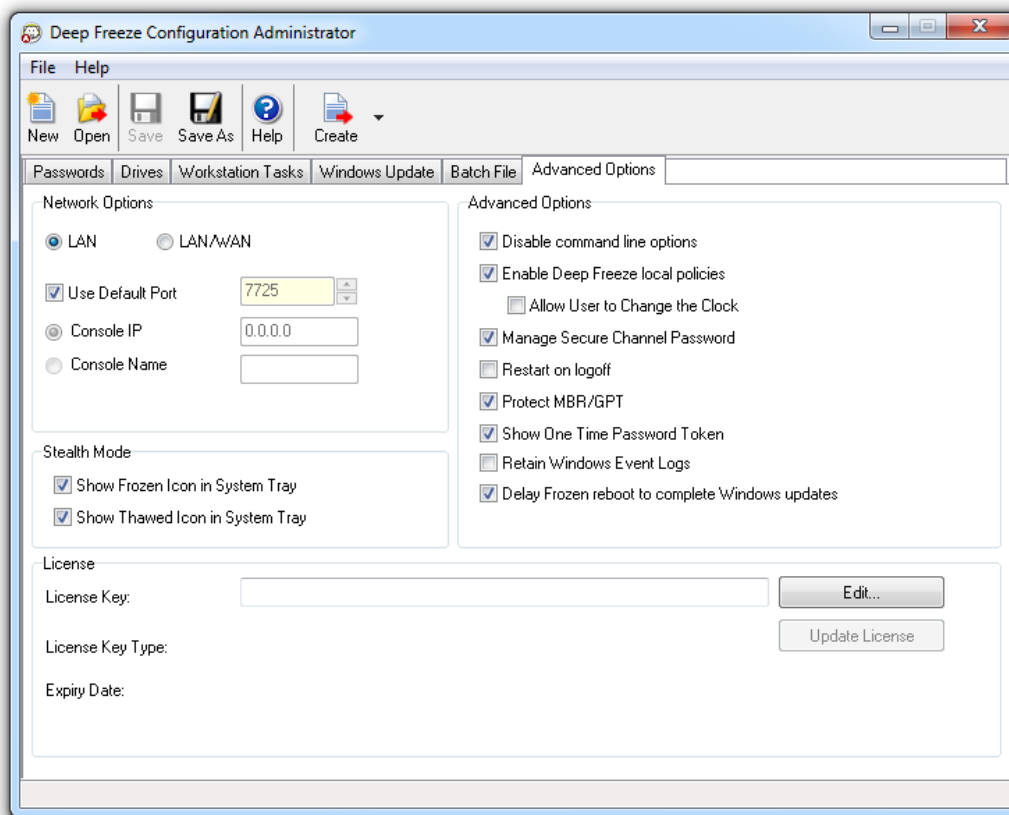 Deep Freeze Configuration Administrator
File Help
New Open Save Save As Help Create
Passwords Drives Workstation Tasks Windows Update Batch File Advanced Options
Network Options
LAN LAN/WAN
Use Default Port 7725
Console IP 0.0.0.0
Console Name
Stealth Mode
Show Frozen Icon in System Tray
Show Thawed Icon in System Tray
Advanced Options
Disable command line options
Enable Deep Freeze local policies
Allow User to Change the Clock
Manage Secure Channel Password
Restart on logoff
Protect MBR/GPT
Show One Time Password Token
Retain Windows Event Logs
Delay Frozen reboot to complete Windows updates
License
License Key: Edit...
Update License
License Key Type:
Expiry Date: